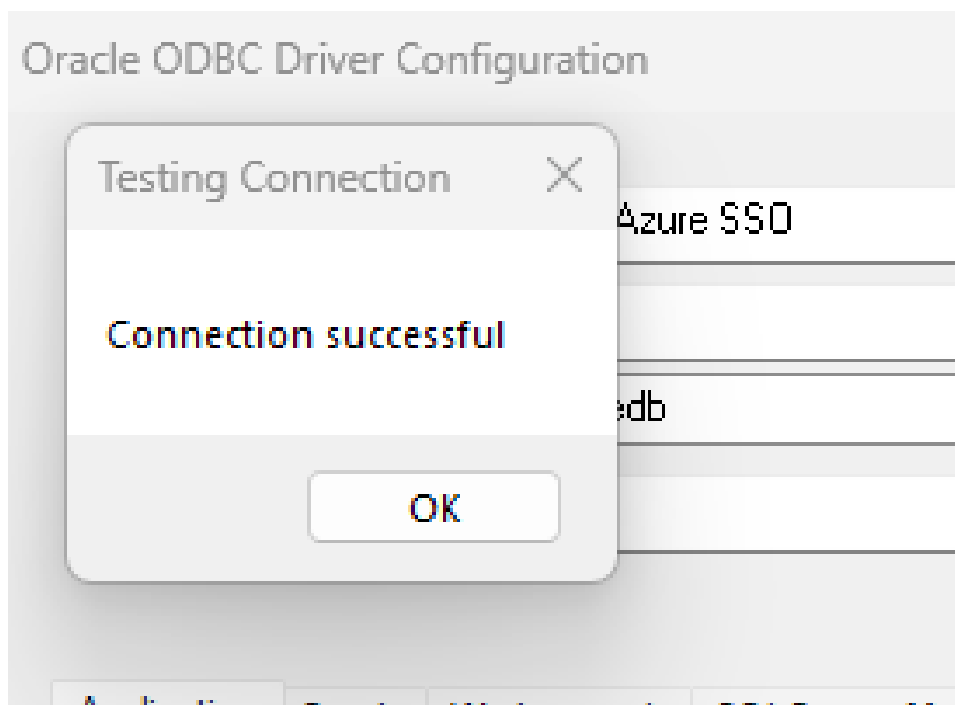 Oracle ODBC Driver Configuration
Testing Connection
Azure SSO
Connection successful
edb
OK